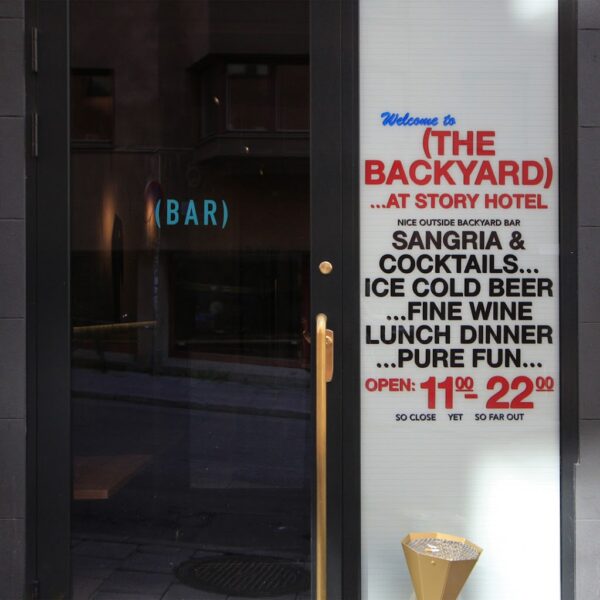 (BAR)
Welcome to
(THE
BACKYARD)
...AT STORY HOTEL
NICE OUTSIDE BACKYARD BAR
SANGRIA &
COCKTAILS...
ICE COLD BEER
...FINE WINE
LUNCH DINNER
...PURE FUN...
OPEN: 1100- 2200
SO CLOSE YET SO FAR OUT